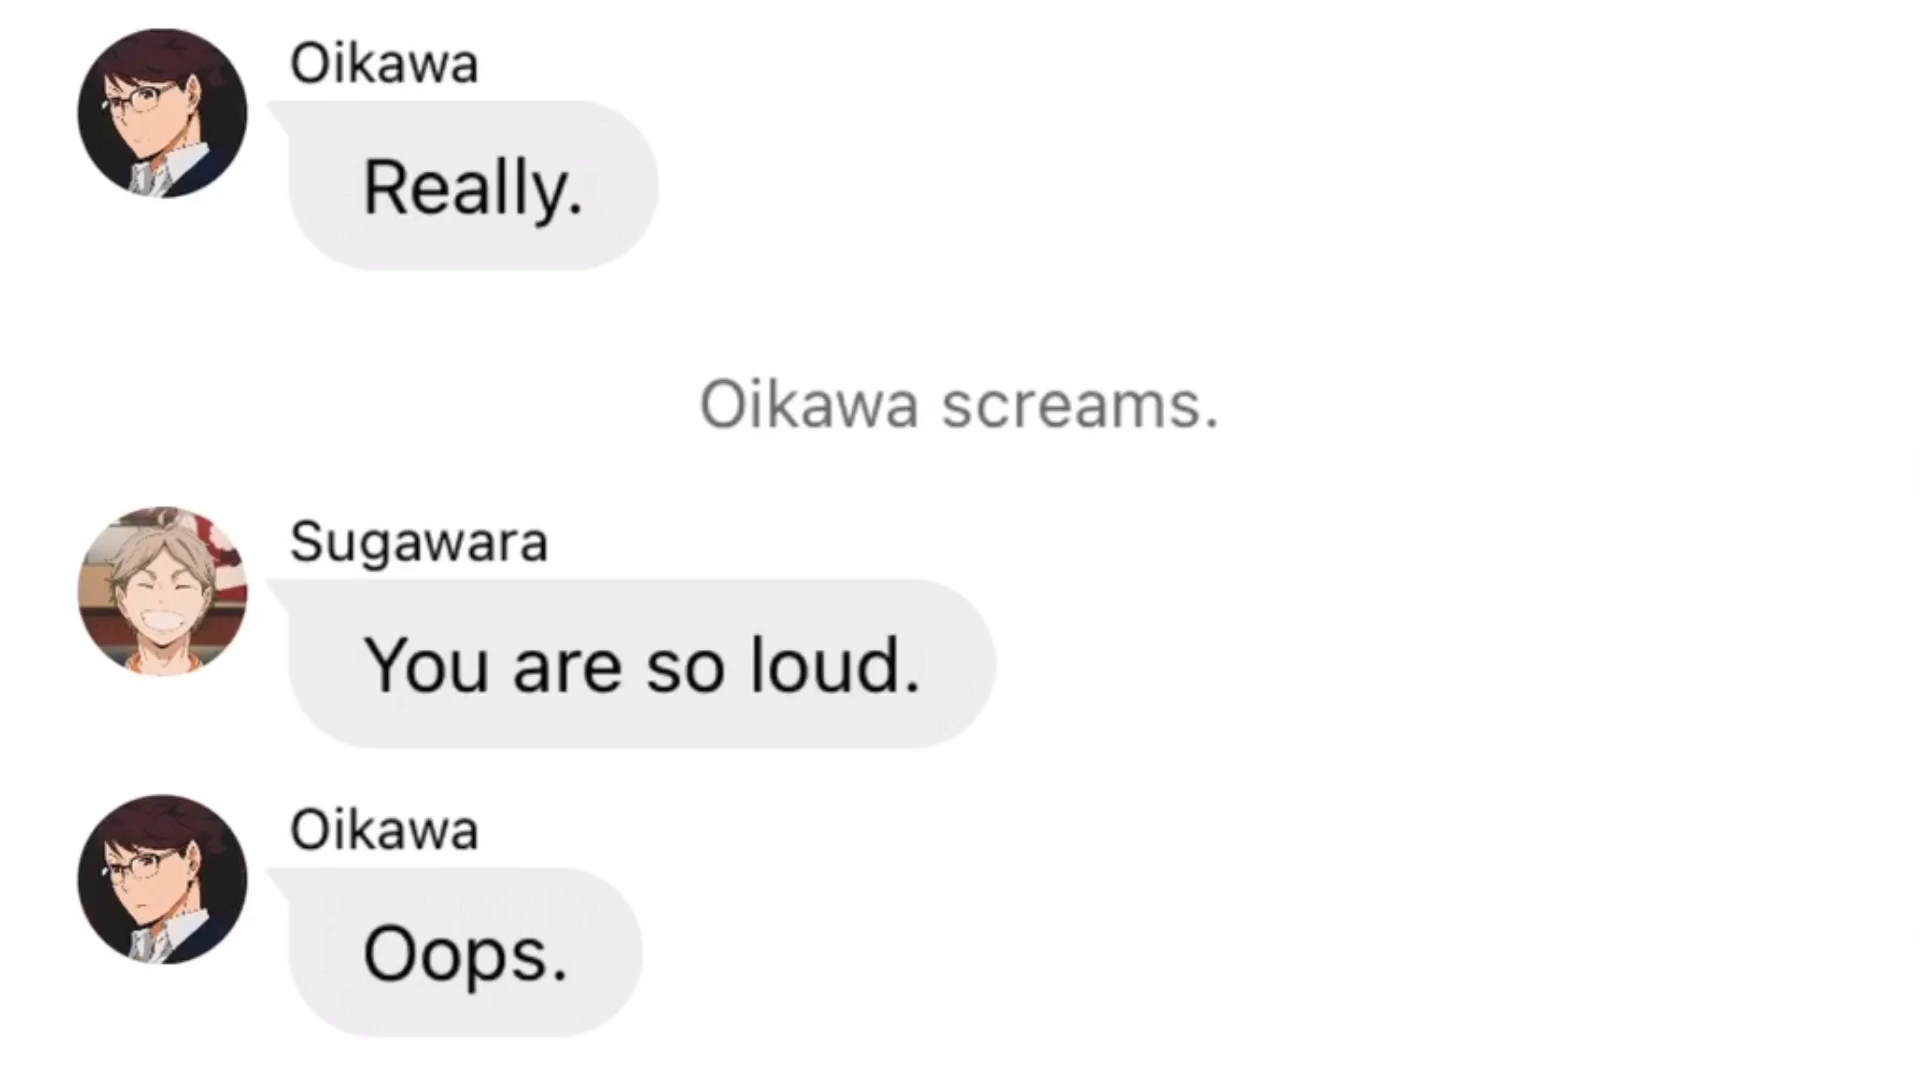 Oikawa
Really.
Oikawa screams.
Sugawara
You are so loud.
Oikawa
Oops.